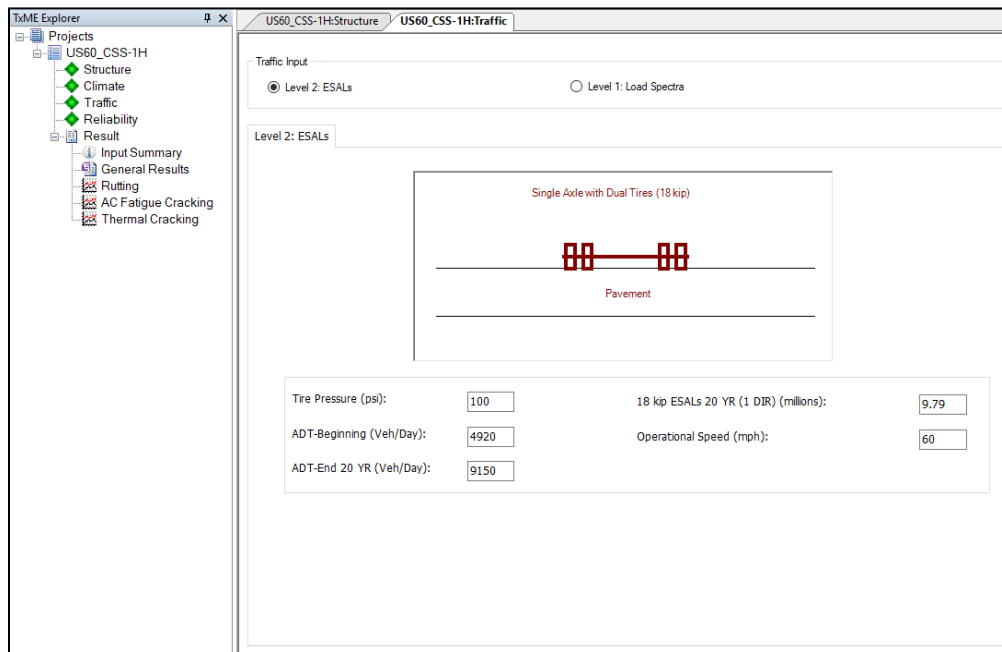 TxME Explorer
Projects
US60_CSS-1H
Structure
Climate
Traffic
Reliability
Result
Input Summary
General Results
Rutting
AC Fatigue Cracking
Thermal Cracking
US60_CSS-1H:Structure
US60_CSS-1H:Traffic
Traffic Input
Level 2: ESALs
Level 1: Load Spectra
Level 2: ESALs
Single Axle with Dual Tires (18 kip)
Pavement
Tire Pressure (psi): 100 18 kip ESALs 20 YR (1 DIR) (millions): 9.79
ADT-Beginning (Veh/Day): 4920 Operational Speed (mph): 60
ADT-End 20 YR (Veh/Day): 9150